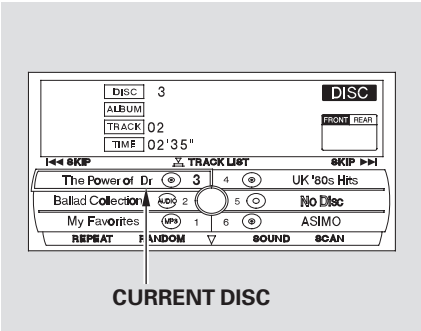 DISC 3 DISC
ALBUM
TRACK 02 FRONT REAR
TIME 02'35"
SKIP TRACK LIST SKIP
The Power of Dr 3 4 UK '80s Hits
Ballad Collection AUDIO 2 5 No Disc
My Favorites MP3 1 6 ASIMO
REPEAT RANDOM SOUND SCAN
CURRENT DISC